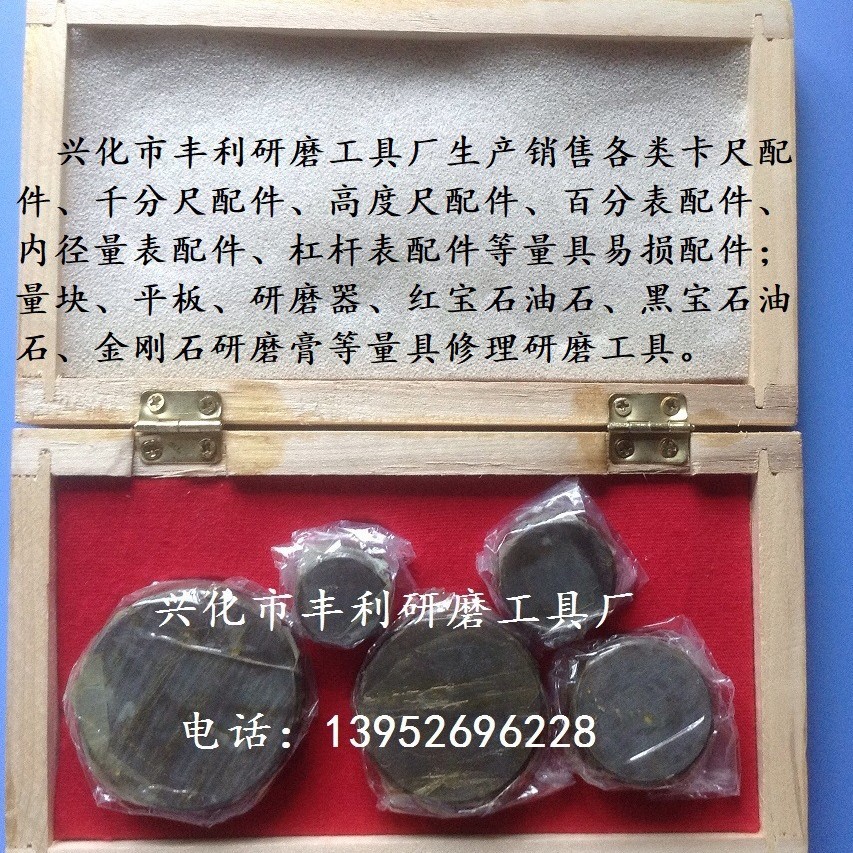 兴化市丰利研磨工具厂生产销售各类卡尺配
件、千分尺配件、高度尺配件、百分表配件、
内径量表配件、杠杆表配件等量具易损配件；
量块、平板、研磨器、红宝石油石、黑宝石油
石、金刚石研磨膏等量具修理研磨工具。
兴化市丰利研磨工具厂
电话：13952696228